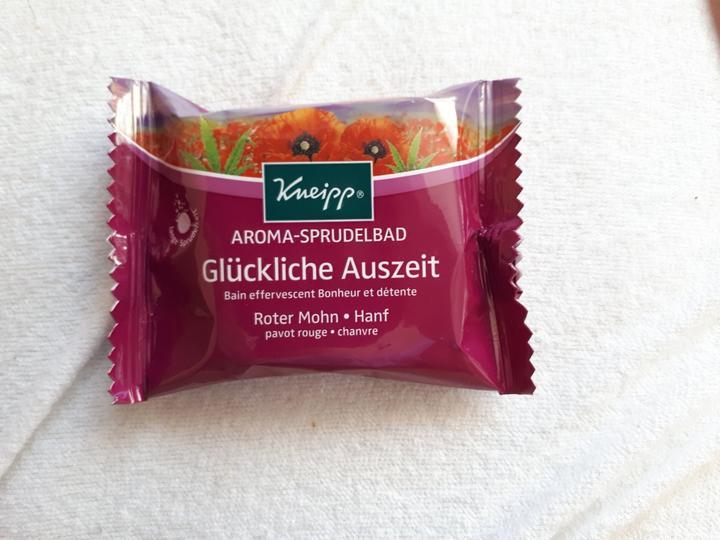 Kneipp®
AROMA-SPRUDELBAD
Glückliche Auszeit
Bain effervescent Bonheur et détente
Roter Mohn • Hanf
pavot rouge • chanvre